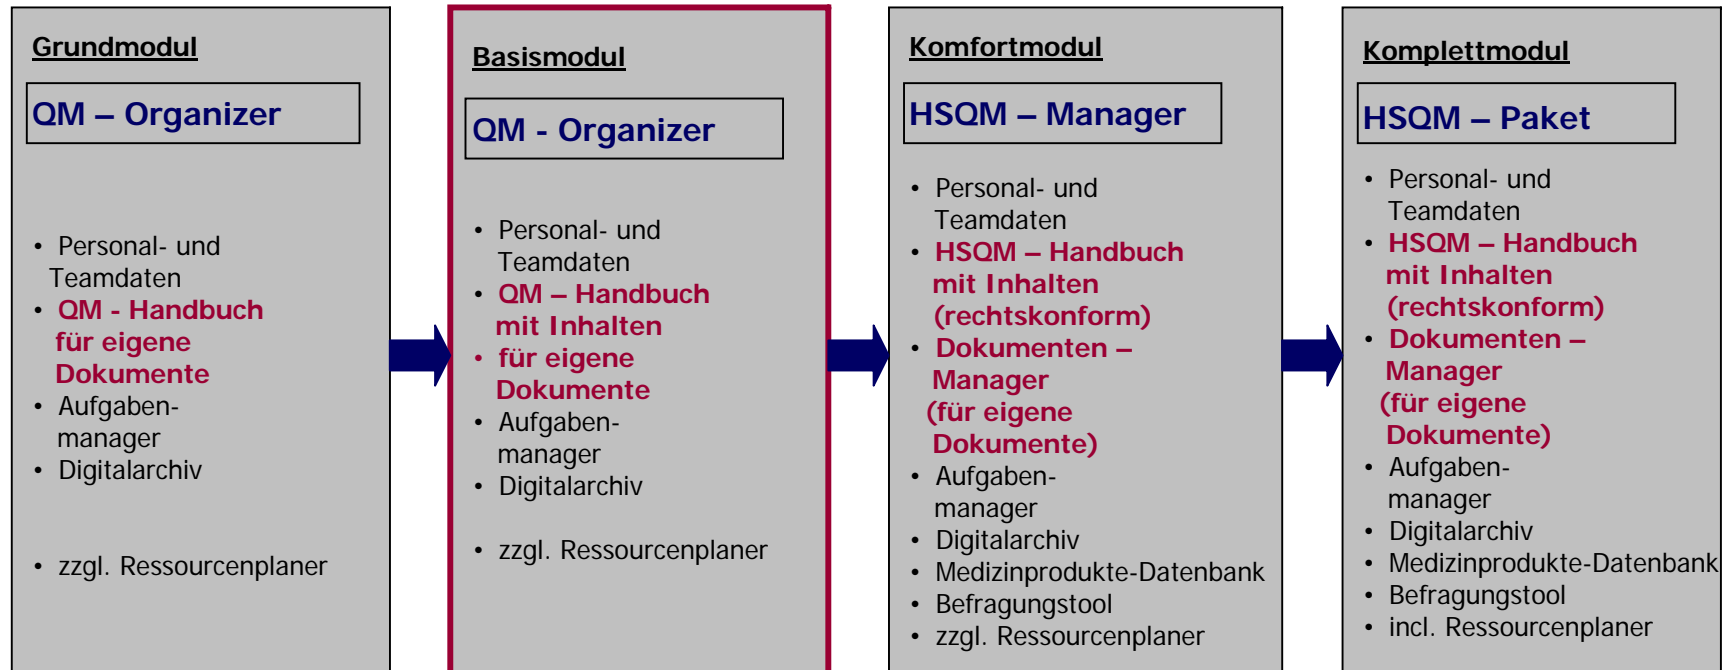 Grundmodul
QM – Organizer
• Personal- und
Teamdaten
• QM - Handbuch
für eigene
Dokumente
• Aufgaben-
manager
• Digitalarchiv
• zzgl. Ressourcenplaner
Basismodul
QM - Organizer
• Personal- und
Teamdaten
• QM – Handbuch
mit Inhalten
• für eigene
Dokumente
• Aufgaben-
manager
• Digitalarchiv
• zzgl. Ressourcenplaner
Komfortmodul
HSQM – Manager
• Personal- und
Teamdaten
• HSQM – Handbuch
mit Inhalten
(rechtskonform)
• Dokumenten –
Manager
(für eigene
Dokumente)
• Aufgaben-
manager
• Digitalarchiv
• Medizinprodukte-Datenbank
• Befragungstool
• zzgl. Ressourcenplaner
Komplettmodul
HSQM – Paket
• Personal- und
Teamdaten
• HSQM – Handbuch
mit Inhalten
(rechtskonform)
• Dokumenten –
Manager
(für eigene
Dokumente)
• Aufgaben-
manager
• Digitalarchiv
• Medizinprodukte-Datenbank
• Befragungstool
• incl. Ressourcenplaner